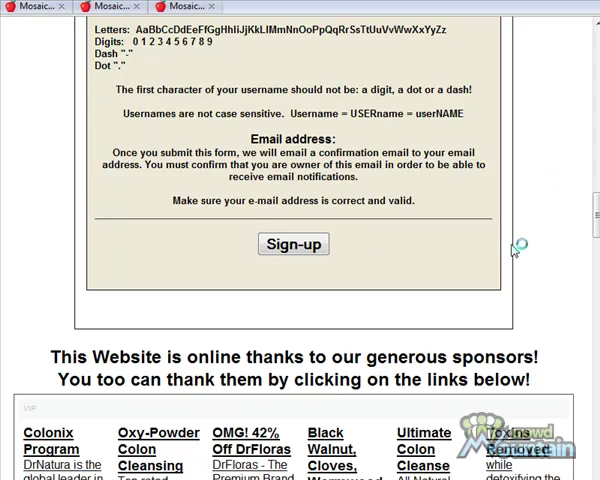 Mosaic...
Mosaic...
Mosaic...
Letters: AaBbCcDdEeFfGgHhIiJjKkLlMmNnOoPpQqRrSsTtUuVvWwXxYyZz
Digits: 0 1 2 3 4 5 6 7 8 9
Dash "-"
Dot "."
The first character of your username should not be: a digit, a dot or a dash!
Usernames are not case sensitive. Username = USERname = userNAME
Email address:
Once you submit this form, we will email a confirmation email to your email
address. You must confirm that you are owner of this email in order to be able to
receive email notifications.
Make sure your e-mail address is correct and valid.
Sign-up
This Website is online thanks to our generous sponsors!
You too can thank them by clicking on the links below!
VIP
Colonix
Program
DrNatura is the
global leader in
Oxy-Powder
Colon
Cleansing
Top rated
OMG! 42%
Off DrFloras
DrFloras - The
Premium Brand
Black
Walnut,
Cloves,
Wormwood
Ultimate
Colon
Cleanse
All-Natural
Toxins
Removed
while
detoxifying the
Crowd
Mountain